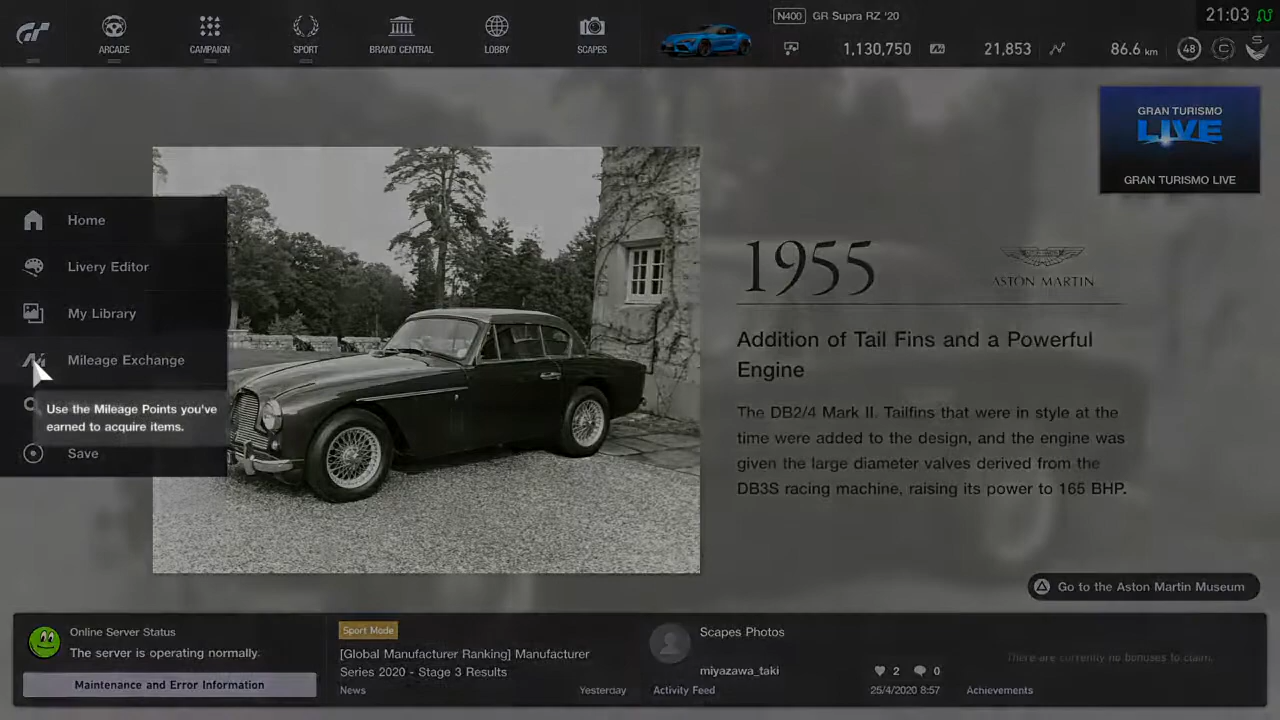 N400 GR Supra RZ '20
21:03
ARCADE
CAMPAIGN
SPORT
BRAND CENTRAL
LOBBY
SCAPES
1,130,750
21,853
86.6 km
48
GRAN TURISMO
LIVE
GRAN TURISMO LIVE
Home
Livery Editor
My Library
Mileage Exchange
Use the Mileage Points you've
earned to acquire items.
Save
1955
ASTON MARTIN
Addition of Tail Fins and a Powerful
Engine
The DB2/4 Mark II. Tailfins that were in style at the
time were added to the design, and the engine was
given the large diameter valves derived from the
DB3S racing machine, raising its power to 165 BHP.
Go to the Aston Martin Museum
Online Server Status
The server is operating normally.
Maintenance and Error Information
Sport Mode
[Global Manufacturer Ranking] Manufacturer
Series 2020 - Stage 3 Results
News
Yesterday
Scapes Photos
miyazawa_taki
2
0
Activity Feed
25/4/2020 8:57
There are currently no bonuses to claim.
Achievements